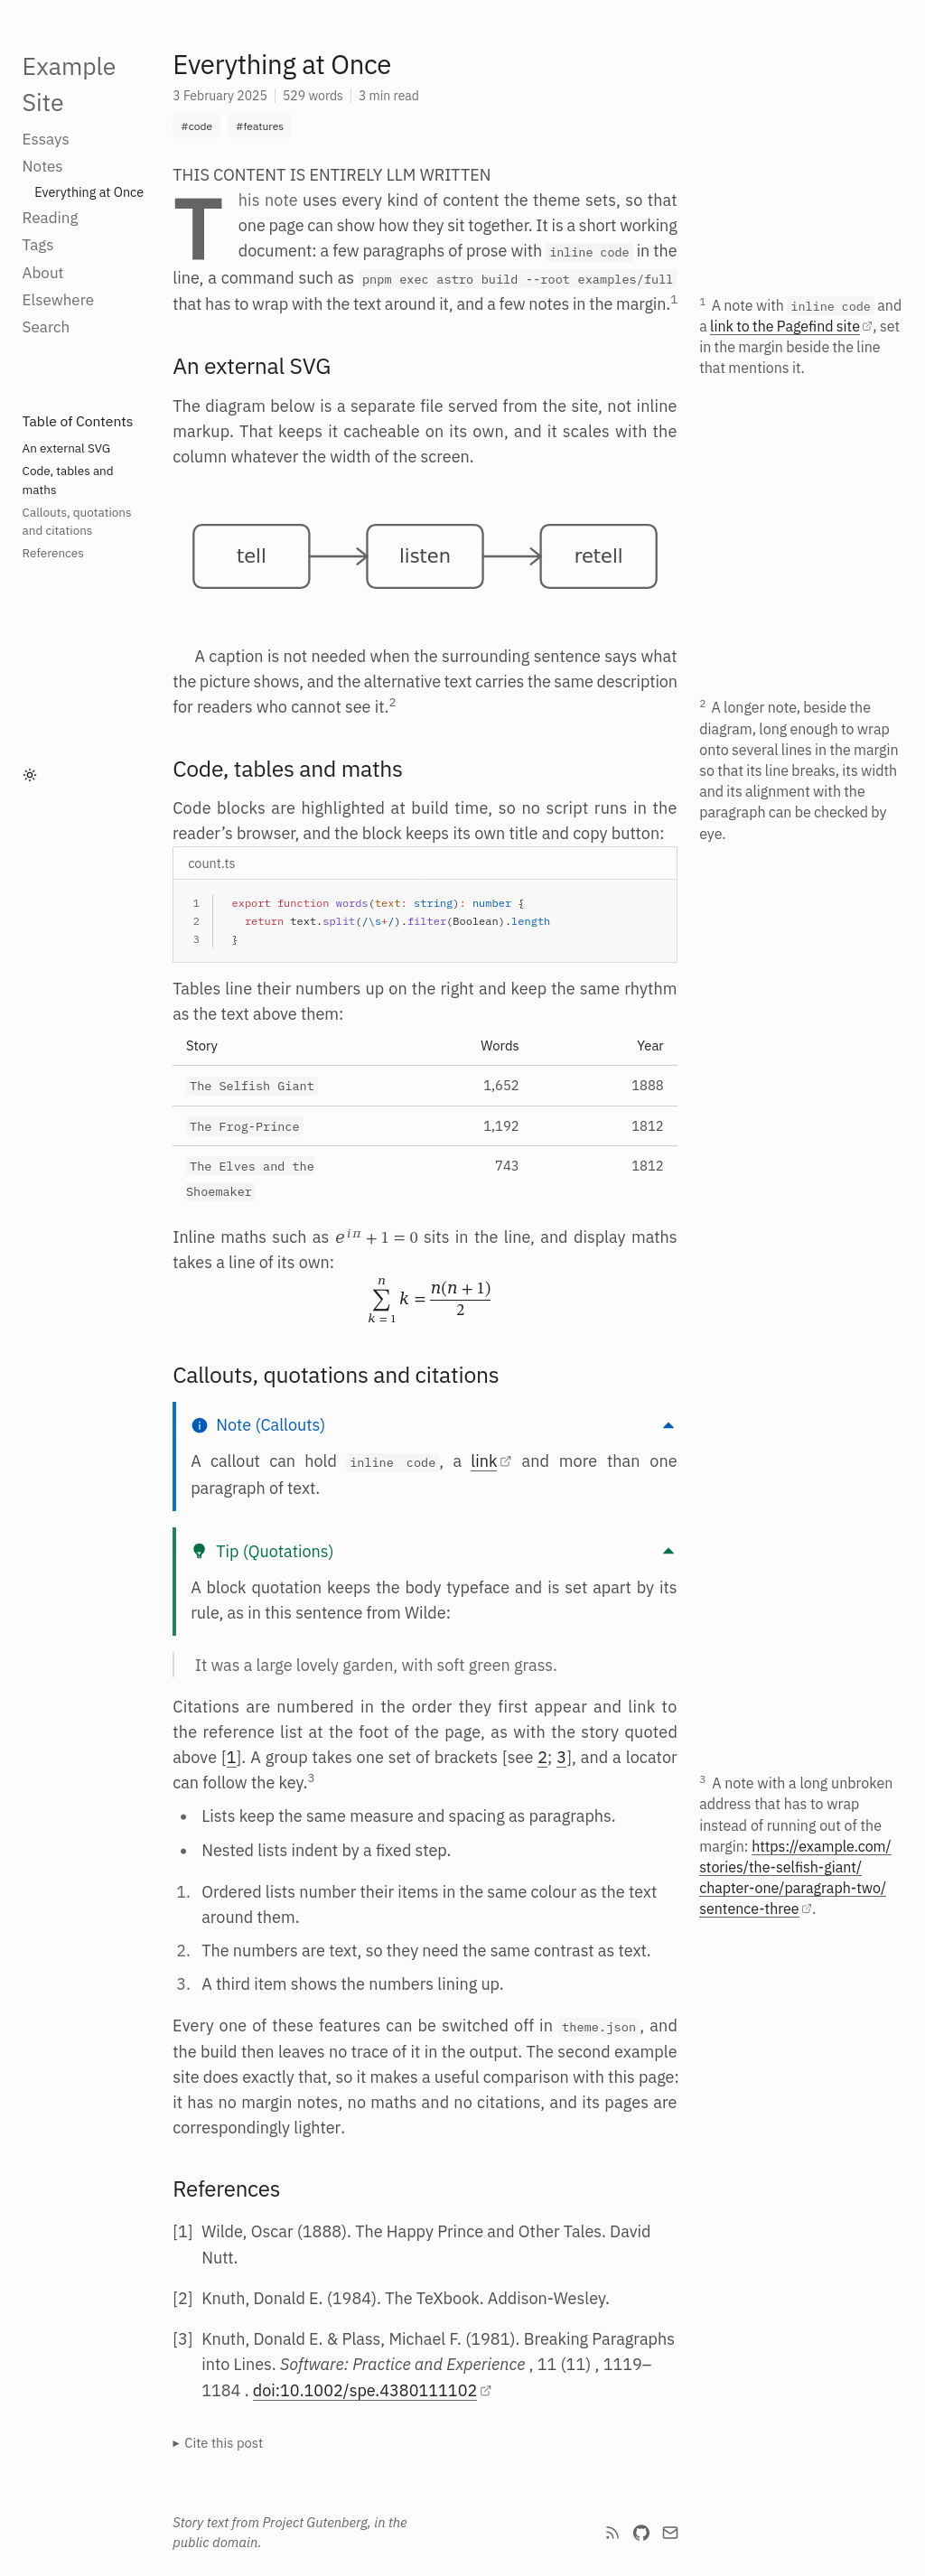 Example
Site
Essays
Notes
Everything at Once
Reading
Tags
About
Elsewhere
Search
Table of Contents
An external SVG
Code, tables and
maths
Callouts, quotations
and citations
References
Everything at Once
3 February 2025 529 words 3 min read
#code #features
THIS CONTENT IS ENTIRELY LLM WRITTEN
This note uses every kind of content the theme sets, so that
one page can show how they sit together. It is a short working
document: a few paragraphs of prose with inline code in the
line, a command such as pnpm exec astro build --root examples/full
that has to wrap with the text around it, and a few notes in the margin.1
1 A note with inline code and
a link to the Pagefind site, set
in the margin beside the line
that mentions it.
An external SVG
The diagram below is a separate file served from the site, not inline
markup. That keeps it cacheable on its own, and it scales with the
column whatever the width of the screen.
tell listen retell
A caption is not needed when the surrounding sentence says what
the picture shows, and the alternative text carries the same description
for readers who cannot see it.2
2 A longer note, beside the
diagram, long enough to wrap
onto several lines in the margin
so that its line breaks, its width
and its alignment with the
paragraph can be checked by
eye.
Code, tables and maths
Code blocks are highlighted at build time, so no script runs in the
reader’s browser, and the block keeps its own title and copy button:
count.ts
1 export function words(text: string): number {
2 return text.split(/\s+/).filter(Boolean).length
3 }
Tables line their numbers up on the right and keep the same rhythm
as the text above them:
Story Words Year
The Selfish Giant 1,652 1888
The Frog-Prince 1,192 1812
The Elves and the 743 1812
Shoemaker
Inline maths such as e^{iπ} + 1 = 0 sits in the line, and display maths
takes a line of its own:
n
∑ k = n(n + 1)
k = 1 2
Callouts, quotations and citations
Note (Callouts)
A callout can hold inline code, a link and more than one
paragraph of text.
Tip (Quotations)
A block quotation keeps the body typeface and is set apart by its
rule, as in this sentence from Wilde:
It was a large lovely garden, with soft green grass.
Citations are numbered in the order they first appear and link to
the reference list at the foot of the page, as with the story quoted
above [1]. A group takes one set of brackets [see 2; 3], and a locator
can follow the key.3
3 A note with a long unbroken
address that has to wrap
instead of running out of the
margin: https://example.com/
stories/the-selfish-giant/
chapter-one/paragraph-two/
sentence-three.
• Lists keep the same measure and spacing as paragraphs.
• Nested lists indent by a fixed step.
1. Ordered lists number their items in the same colour as the text
around them.
2. The numbers are text, so they need the same contrast as text.
3. A third item shows the numbers lining up.
Every one of these features can be switched off in theme.json, and
the build then leaves no trace of it in the output. The second example
site does exactly that, so it makes a useful comparison with this page:
it has no margin notes, no maths and no citations, and its pages are
correspondingly lighter.
References
[1] Wilde, Oscar (1888). The Happy Prince and Other Tales. David
Nutt.
[2] Knuth, Donald E. (1984). The TeXbook. Addison-Wesley.
[3] Knuth, Donald E. & Plass, Michael F. (1981). Breaking Paragraphs
into Lines. Software: Practice and Experience , 11 (11) , 1119–
1184 . doi:10.1002/spe.4380111102
▸ Cite this post
Story text from Project Gutenberg, in the
public domain.